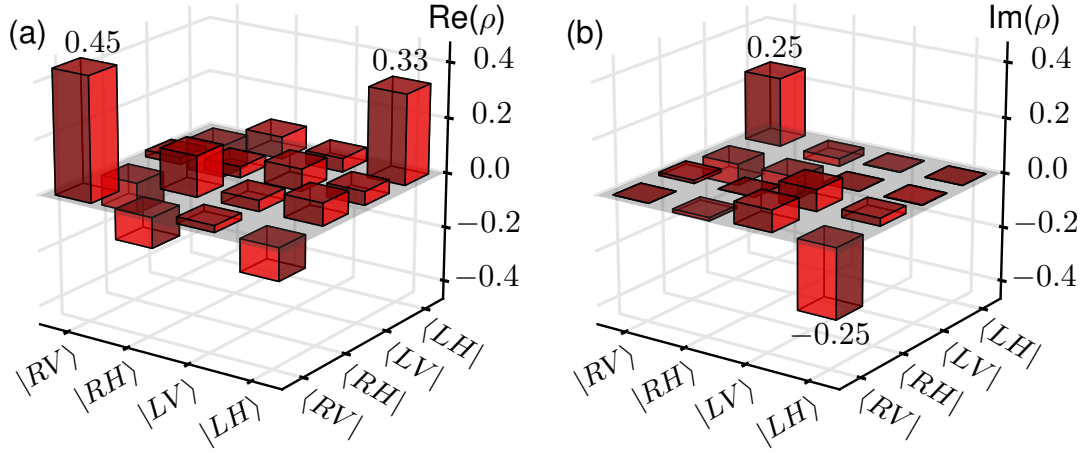 (a)
Re(ρ)
0.45
0.33
0.4
0.2
0.0
−0.2
−0.4
|RV⟩
|RH⟩
|LV⟩
|LH⟩
⟨RV|
⟨RH|
⟨LV|
⟨LH|
(b)
Im(ρ)
0.25
−0.25
0.4
0.2
0.0
−0.2
−0.4
|RV⟩
|RH⟩
|LV⟩
|LH⟩
⟨RV|
⟨RH|
⟨LV|
⟨LH|